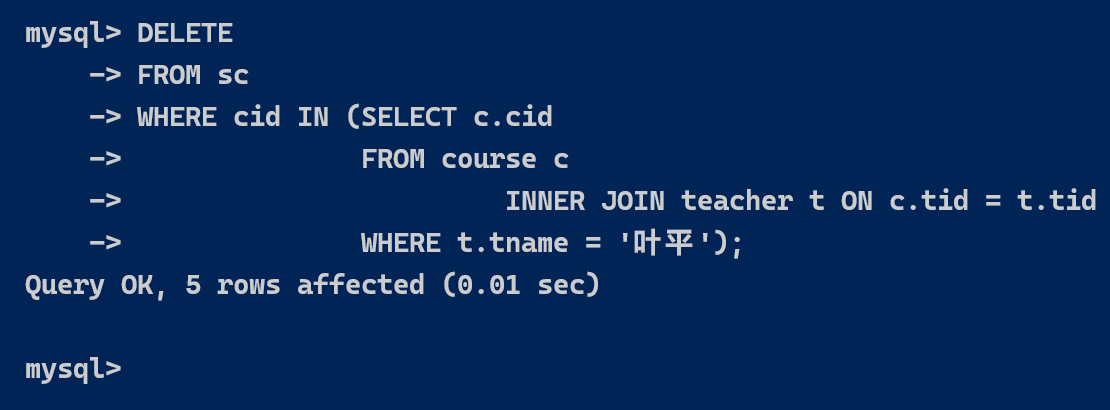 mysql> DELETE
    -> FROM sc
    -> WHERE cid IN (SELECT c.cid
    ->               FROM course c
    ->                        INNER JOIN teacher t ON c.tid = t.tid
    ->               WHERE t.tname = '叶平');
Query OK, 5 rows affected (0.01 sec)
mysql>